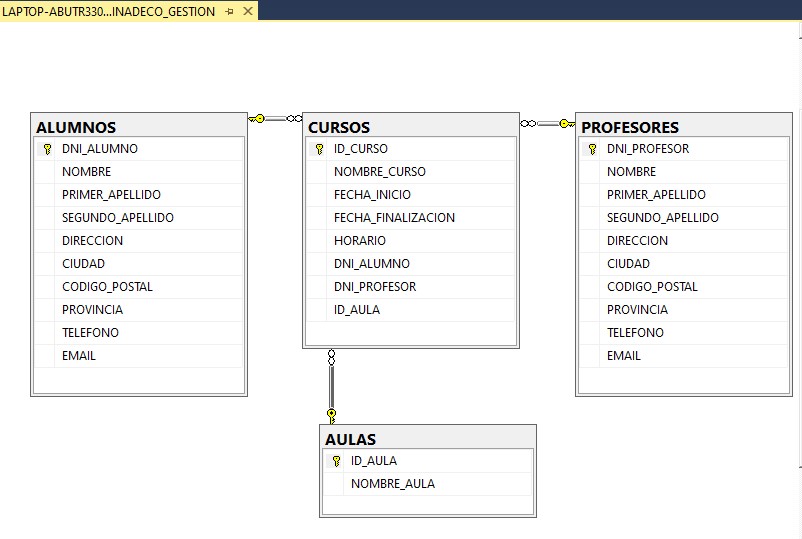 LAPTOP-ABUTR330...INADECO_GESTION
ALUMNOS
DNI_ALUMNO
NOMBRE
PRIMER_APELLIDO
SEGUNDO_APELLIDO
DIRECCION
CIUDAD
CODIGO_POSTAL
PROVINCIA
TELEFONO
EMAIL
CURSOS
ID_CURSO
NOMBRE_CURSO
FECHA_INICIO
FECHA_FINALIZACION
HORARIO
DNI_ALUMNO
DNI_PROFESOR
ID_AULA
PROFESORES
DNI_PROFESOR
NOMBRE
PRIMER_APELLIDO
SEGUNDO_APELLIDO
DIRECCION
CIUDAD
CODIGO_POSTAL
PROVINCIA
TELEFONO
EMAIL
AULAS
ID_AULA
NOMBRE_AULA